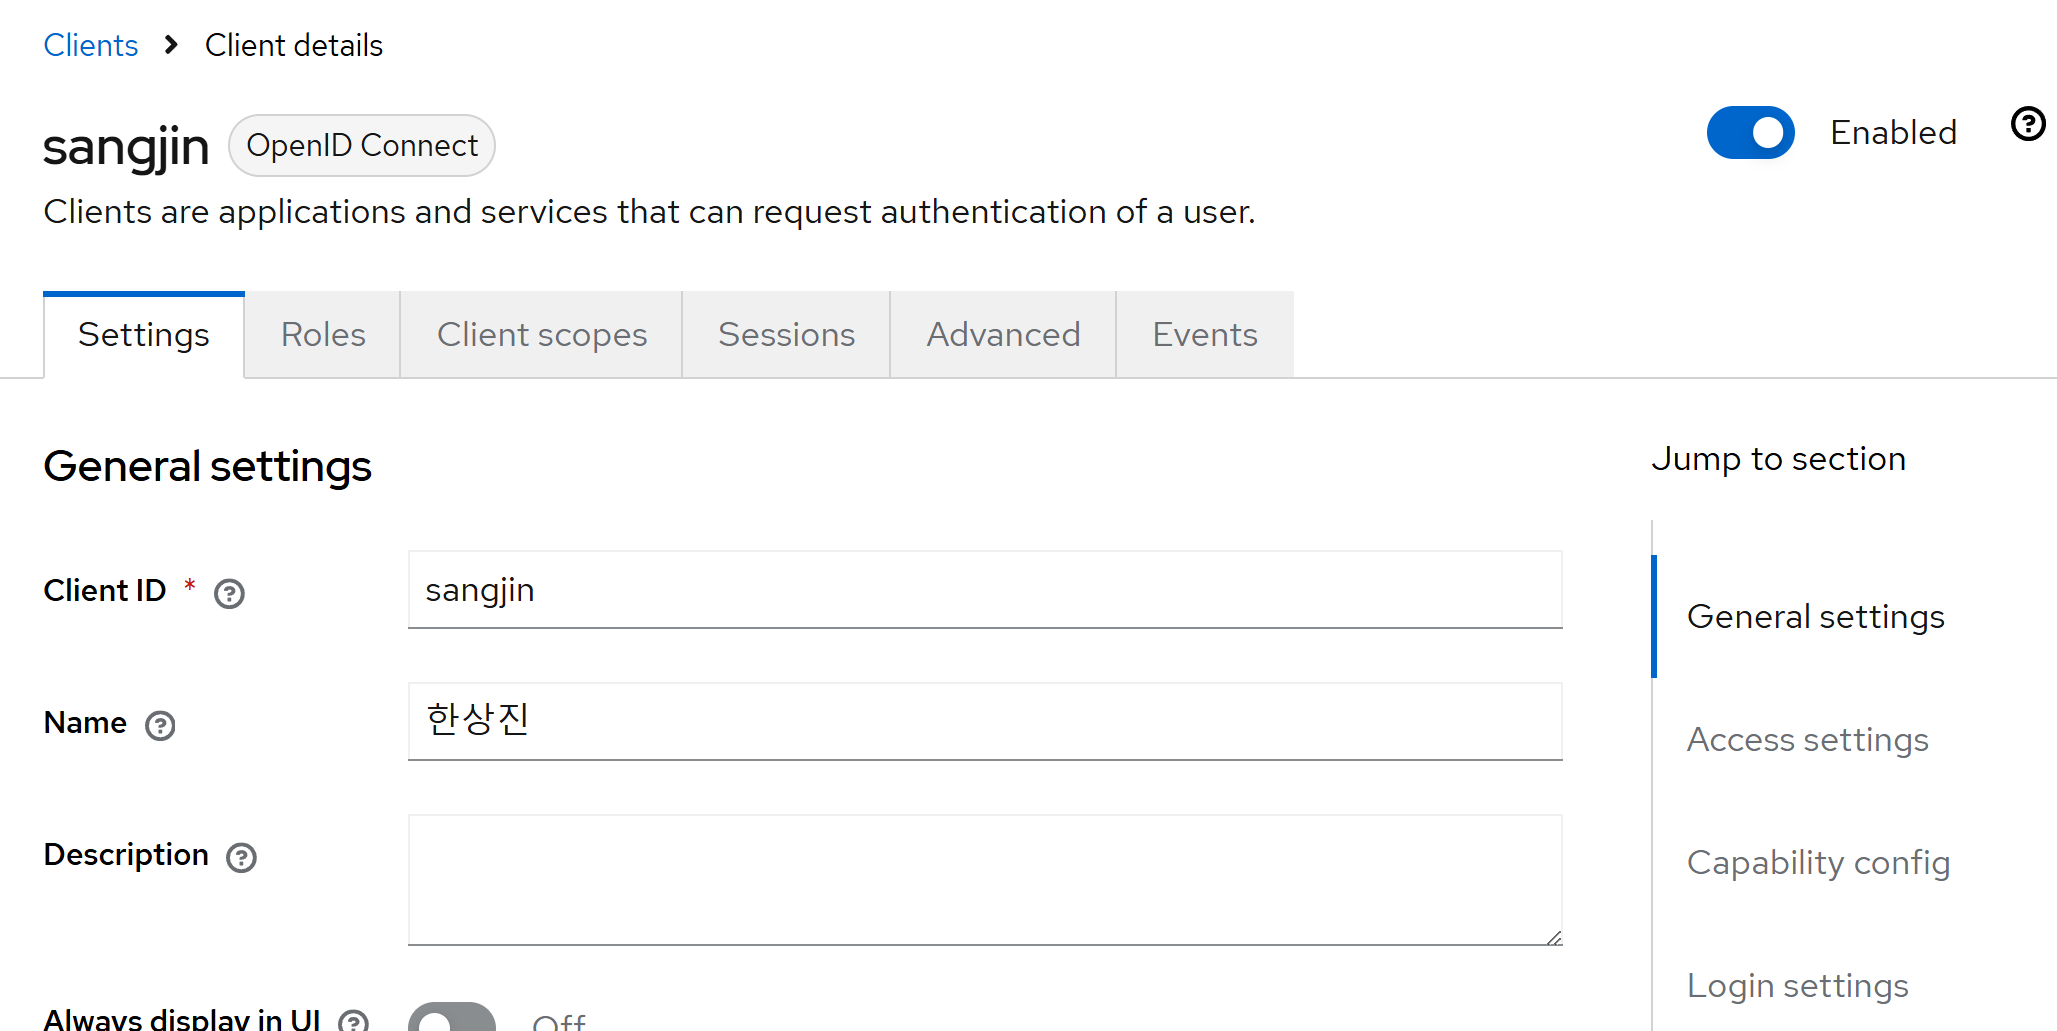 Clients > Client details
sangjin OpenID Connect
Enabled
Clients are applications and services that can request authentication of a user.
Settings Roles Client scopes Sessions Advanced Events
General settings
Jump to section
Client ID * sangjin
General settings
Name 한상진
Access settings
Description
Capability config
Login settings
Always display in UI Off